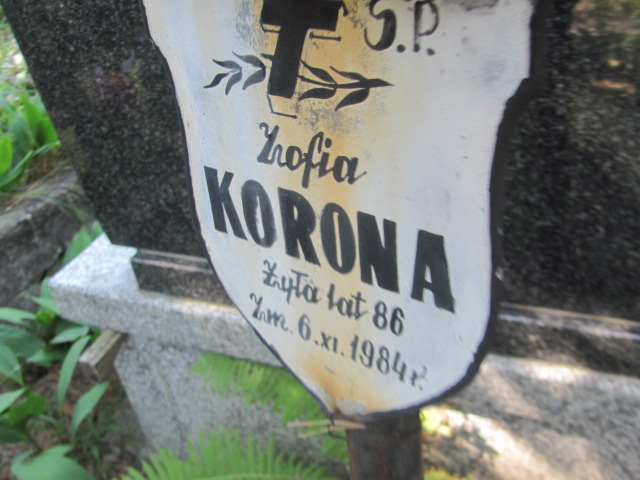 Ś.P.
Zofia
KORONA
Żyła lat 86
Zm. 6.XI.1984r.